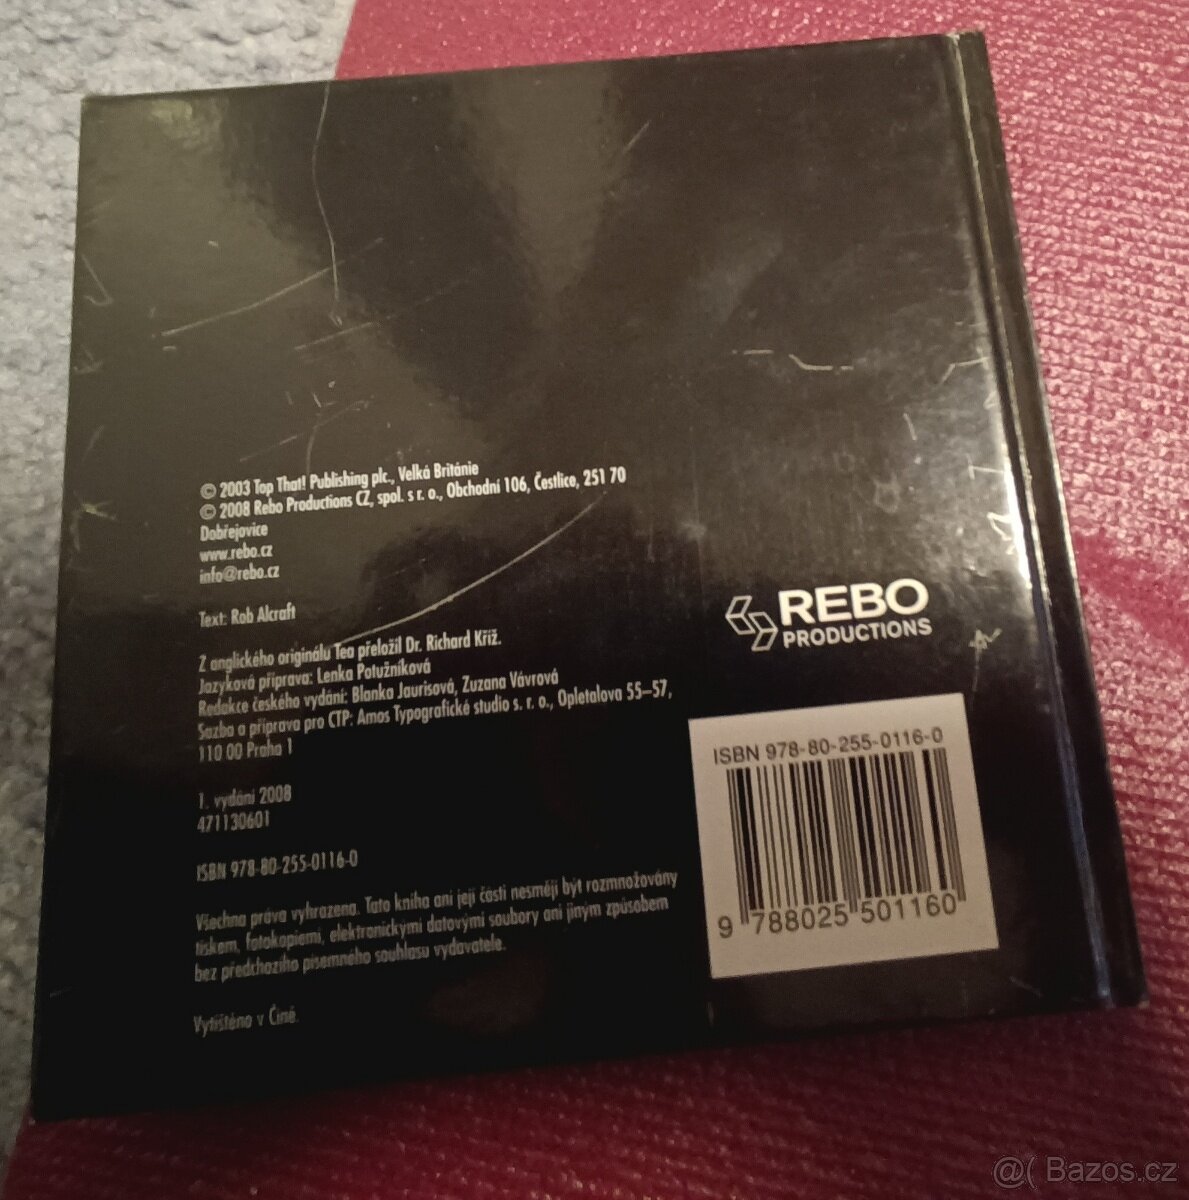 © 2003 Top That! Publishing plc., Velká Británie
© 2008 Rebo Productions CZ, spol. s r. o., Obchodní 106, Čestlice, 251 70
Dobřejovice
www.rebo.cz
info@rebo.cz
Text: Rob Alcraft
Z anglického originálu Tea přeložil Dr. Richard Kříž.
Jazyková příprava: Lenka Potužníková
Redakce českého vydání: Blanka Jaurisová, Zuzana Vávrová
Sazba a příprava pro CTP: Amos Typografické studio s. r. o., Opletalova 55–57,
110 00 Praha 1
1. vydání 2008
471130601
ISBN 978-80-255-0116-0
Všechna práva vyhrazena. Tato kniha ani její části nesmějí být rozmnožovány
tiskem, fotokopiemi, elektronickými datovými soubory ani jiným způsobem
bez předchozího písemného souhlasu vydavatele.
Vytištěno v Číně.
REBO
PRODUCTIONS
ISBN 978-80-255-0116-0
9 788025 501160
@( Bazos.cz